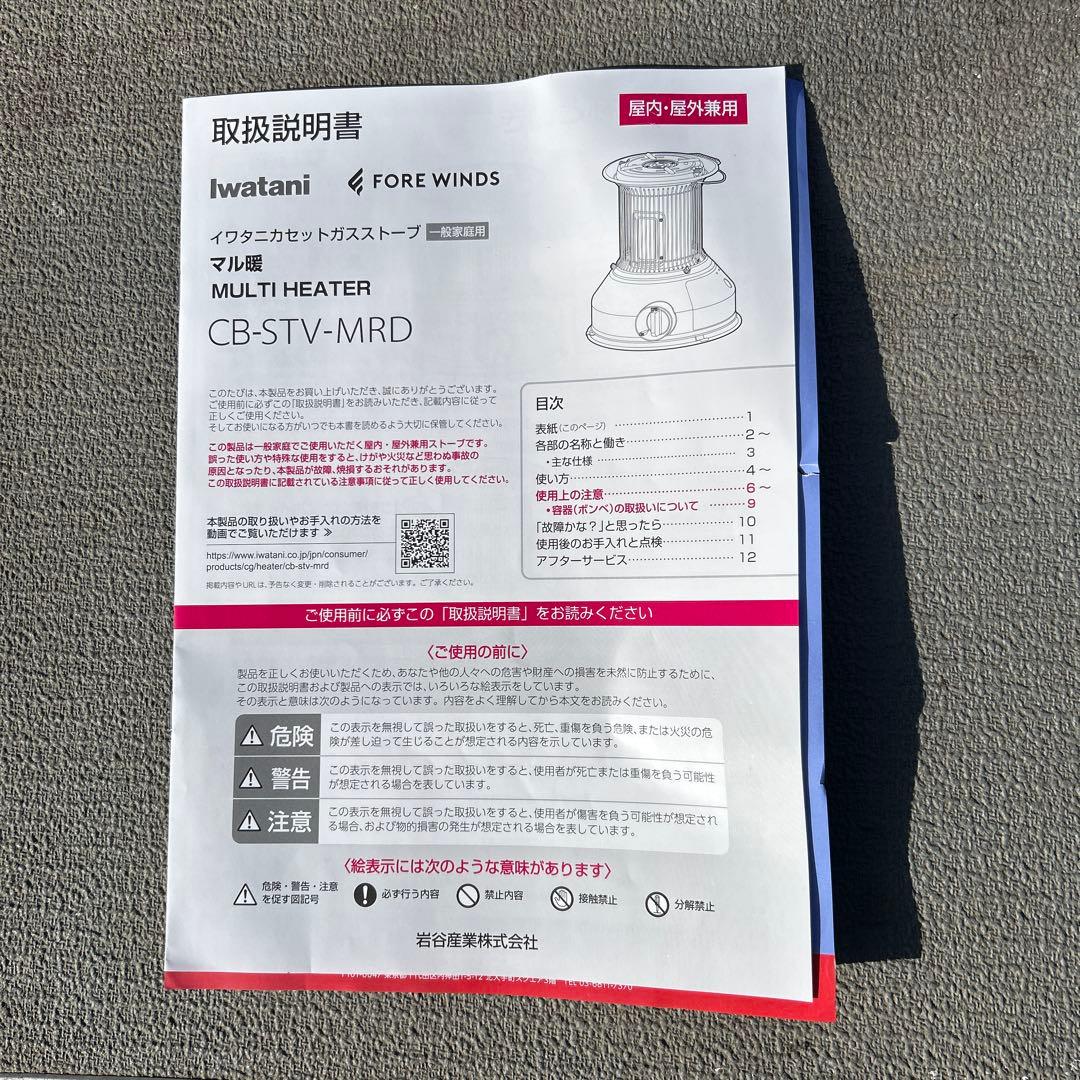 取扱説明書
屋内・屋外兼用
Iwatani
FORE WINDS
イワタニカセットガスストーブ 一般家庭用
マル暖
MULTI HEATER
CB-STV-MRD
このたびは、本製品をお買い上げいただき、誠にありがとうございます。
ご使用前に必ずこの「取扱説明書」をお読みいただき、記載内容に従って
正しくご使用ください。
そしてお使いになる方がいつでも本書を読めるよう大切に保管してください。
この製品は一般家庭でご使用いただく屋内・屋外兼用ストーブです。
誤った使い方や特殊な使用をすると、けがや火災など思わぬ事故の
原因となったり、本製品が故障、焼損するおそれがあります。
この取扱説明書に記載されている注意事項に従って正しく使用してください。
本製品の取り扱いやお手入れの方法を
動画でご覧いただけます ≫
https://www.iwatani.co.jp/jpn/consumer/
products/cg/heater/cb-stv-mrd
掲載内容やURLは、予告なく変更・削除されることがございます。ご了承ください。
目次
表紙(このページ)……………………1
各部の名称と働き……………………2～
・主な仕様……………………3
使い方……………………4～
使用上の注意……………………6～
・容器(ボンベ)の取扱いについて………9
「故障かな?」と思ったら……………10
使用後のお手入れと点検……………11
アフターサービス……………………12
ご使用前に必ずこの「取扱説明書」をお読みください
〈ご使用の前に〉
製品を正しくお使いいただくため、あなたや他の人々への危害や財産への損害を未然に防止するために、
この取扱説明書および製品への表示では、いろいろな絵表示をしています。
その表示と意味は次のようになっています。内容をよく理解してから本文をお読みください。
危険
この表示を無視して誤った取扱いをすると、死亡、重傷を負う危険、または火災の危
険が差し迫って生じることが想定される内容を示しています。
警告
この表示を無視して誤った取扱いをすると、使用者が死亡または重傷を負う可能性
が想定される場合を表しています。
注意
この表示を無視して誤った取扱いをすると、使用者が傷害を負う可能性が想定され
る場合、および物的損害の発生が想定される場合を表しています。
〈絵表示には次のような意味があります〉
危険・警告・注意
を促す図記号
必ず行う内容
禁止内容
接触禁止
分解禁止
岩谷産業株式会社